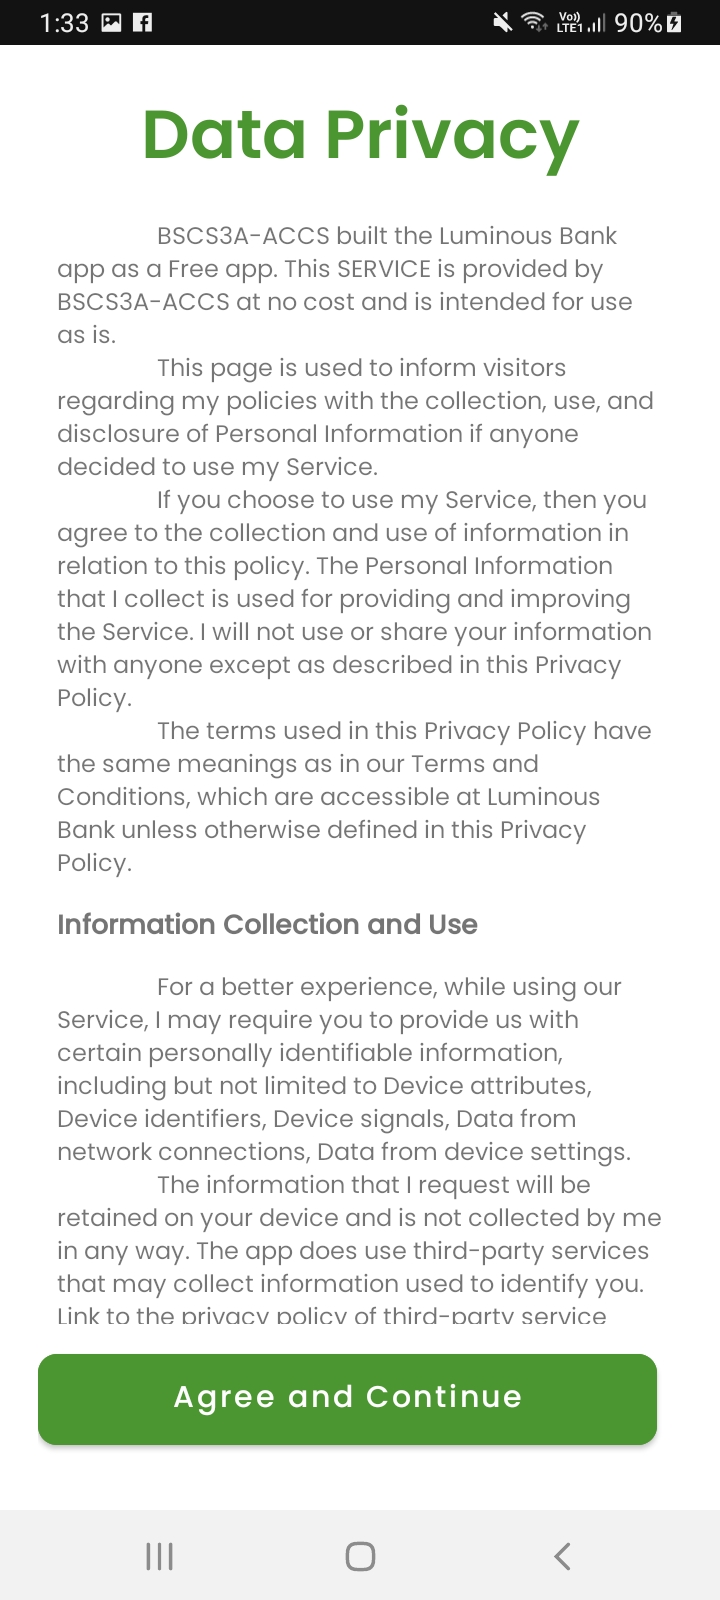 1:33
Vo))
LTE1
90%
Data Privacy
BSCS3A-ACCS built the Luminous Bank
app as a Free app. This SERVICE is provided by
BSCS3A-ACCS at no cost and is intended for use
as is.
This page is used to inform visitors
regarding my policies with the collection, use, and
disclosure of Personal Information if anyone
decided to use my Service.
If you choose to use my Service, then you
agree to the collection and use of information in
relation to this policy. The Personal Information
that I collect is used for providing and improving
the Service. I will not use or share your information
with anyone except as described in this Privacy
Policy.
The terms used in this Privacy Policy have
the same meanings as in our Terms and
Conditions, which are accessible at Luminous
Bank unless otherwise defined in this Privacy
Policy.
Information Collection and Use
For a better experience, while using our
Service, I may require you to provide us with
certain personally identifiable information,
including but not limited to Device attributes,
Device identifiers, Device signals, Data from
network connections, Data from device settings.
The information that I request will be
retained on your device and is not collected by me
in any way. The app does use third-party services
that may collect information used to identify you.
Link to the privacy policy of third-party service
Agree and Continue